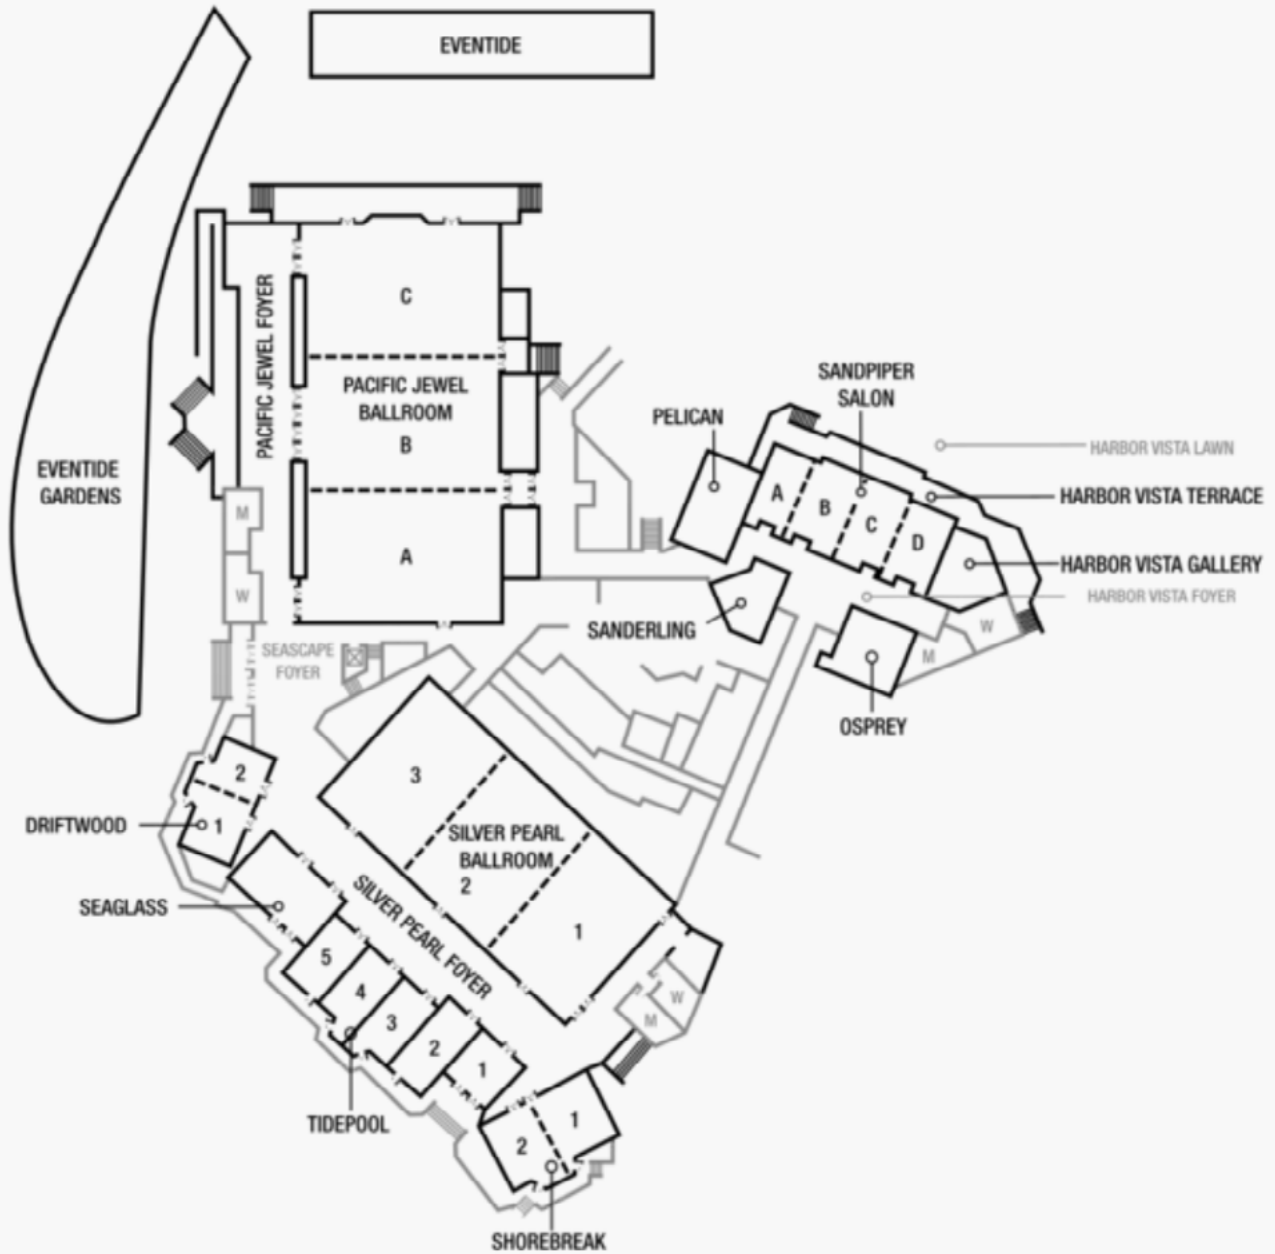 EVENTIDE
PACIFIC JEWEL FOYER
C
PACIFIC JEWEL
BALLROOM
B
A
EVENTIDE
GARDENS
M
W
SANDPIPER
SALON
PELICAN
HARBOR VISTA LAWN
HARBOR VISTA TERRACE
A
B
C
D
HARBOR VISTA GALLERY
HARBOR VISTA FOYER
SANDERLING
W
M
OSPREY
SEASCAPE
FOYER
2
1
DRIFTWOOD
3
SILVER PEARL
BALLROOM
2
1
SEAGLASS
SILVER PEARL FOYER
5
4
3
2
1
W
M
TIDEPOOL
1
2
SHOREBREAK